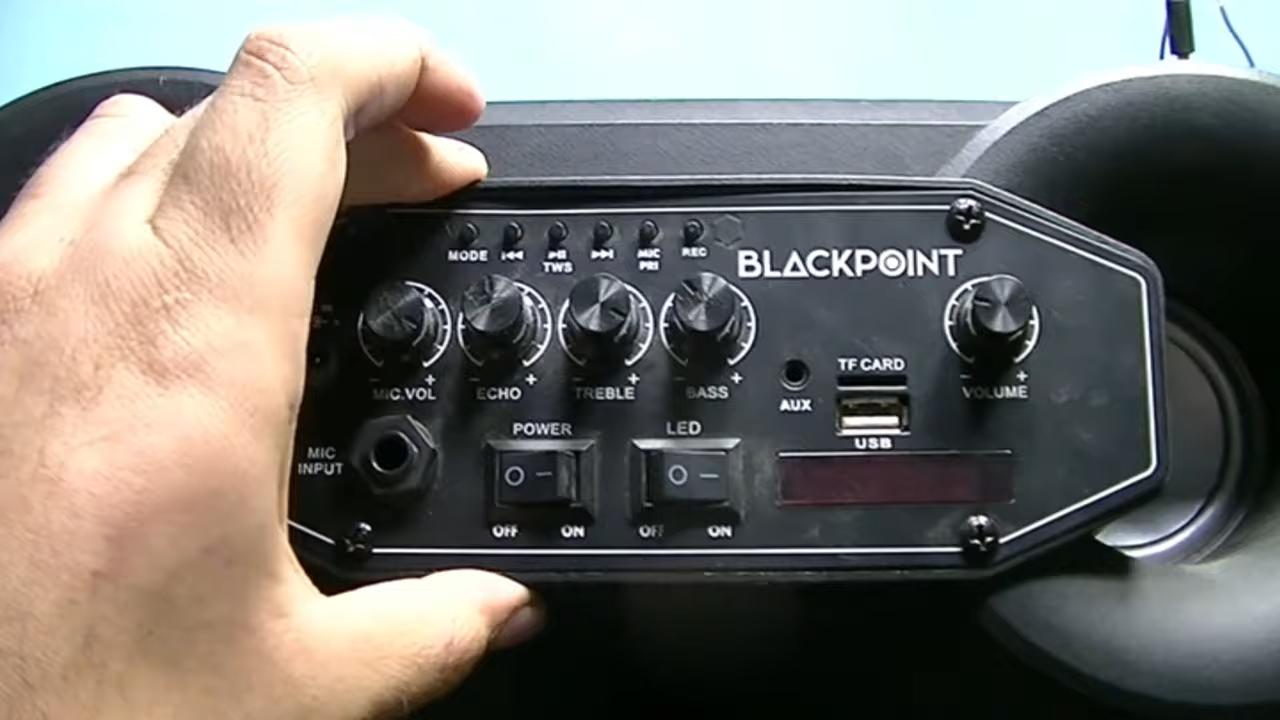 MODE
TWS
MIC
PRI
REC
BLACKPOINT
- + - + - + - + - +
MIC.VOL ECHO TREBLE BASS VOLUME
AUX
TF CARD
USB
MIC
INPUT
POWER
OFF ON
LED
OFF ON